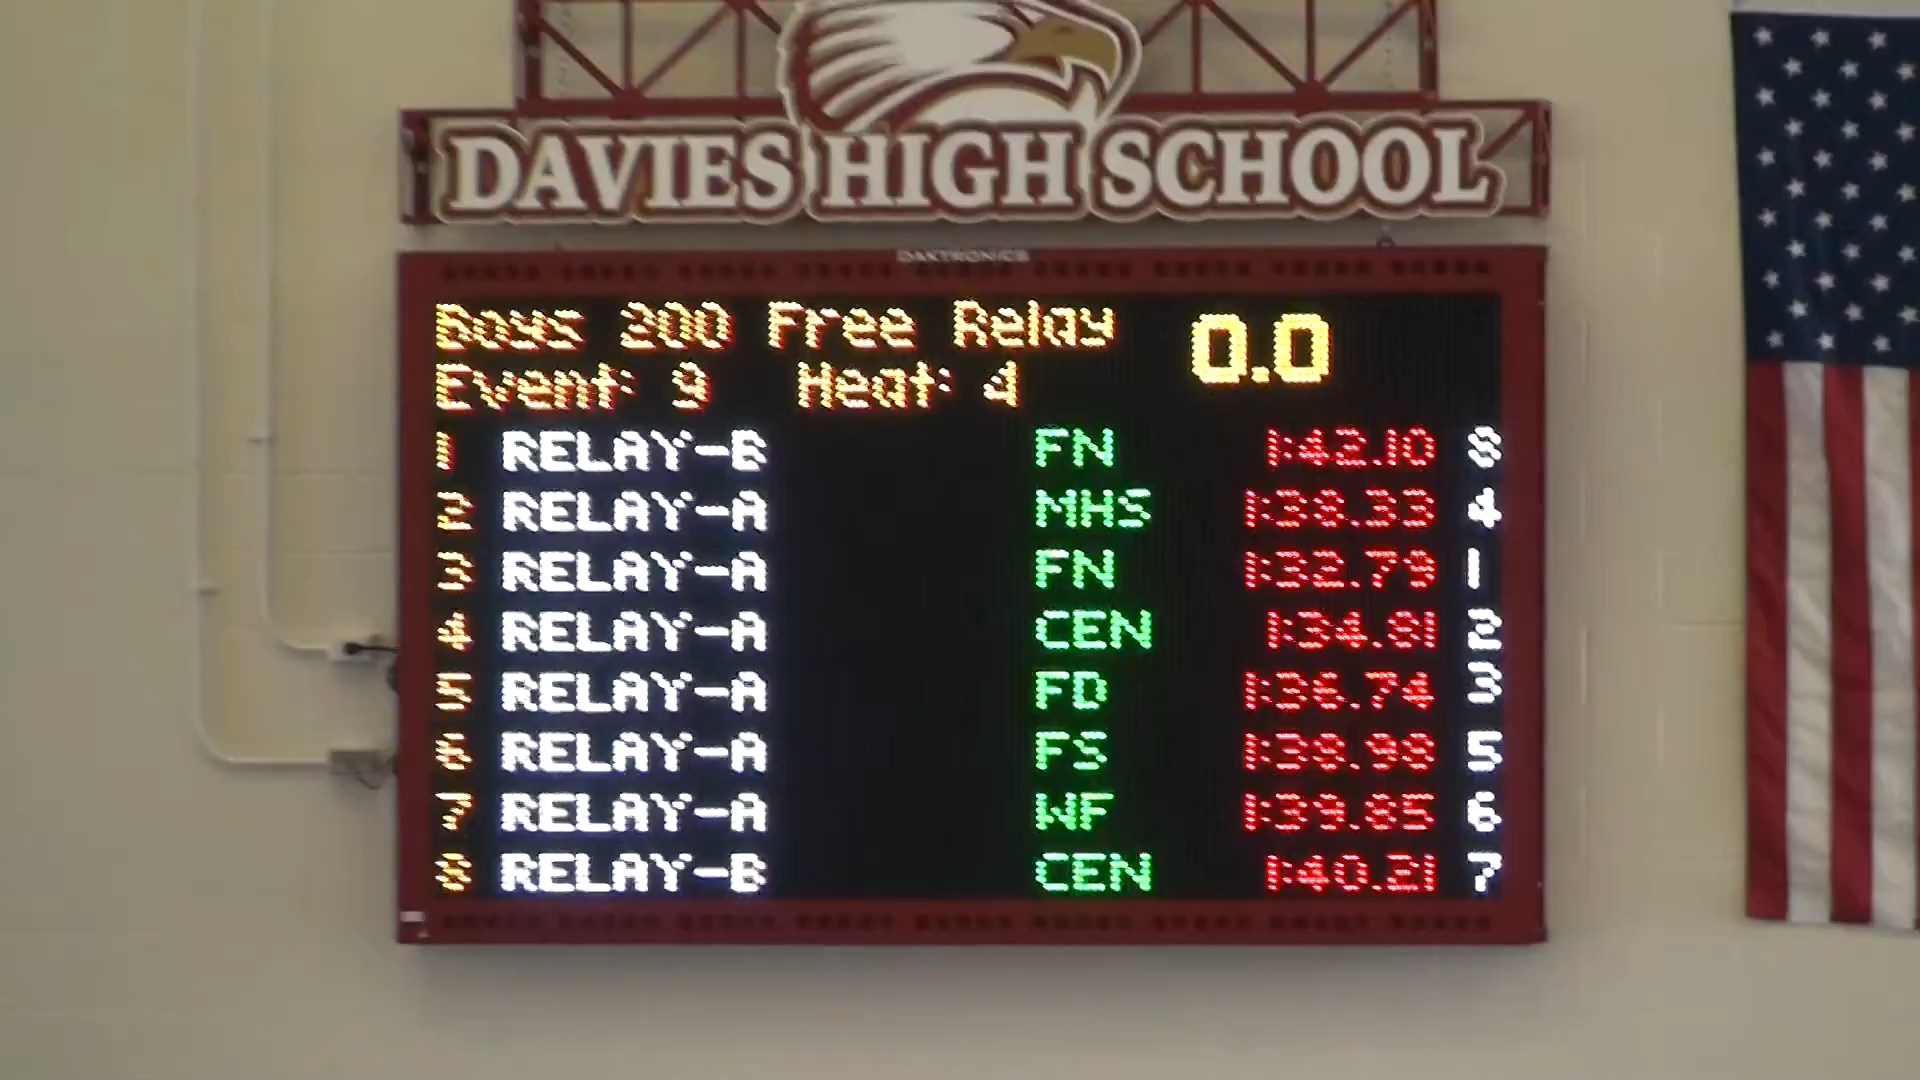 DAVIES HIGH SCHOOL
DAKTRONICS
Boys 200 Free Relay 0.0
Event: 9 Heat: 4
1 RELAY-B FN 1:42.10 8
2 RELAY-A MHS 1:38.33 4
3 RELAY-A FN 1:32.79 1
4 RELAY-A CEN 1:34.81 2
5 RELAY-A FD 1:36.74 3
6 RELAY-A FS 1:38.98 5
7 RELAY-A WF 1:39.85 6
8 RELAY-B CEN 1:40.21 7